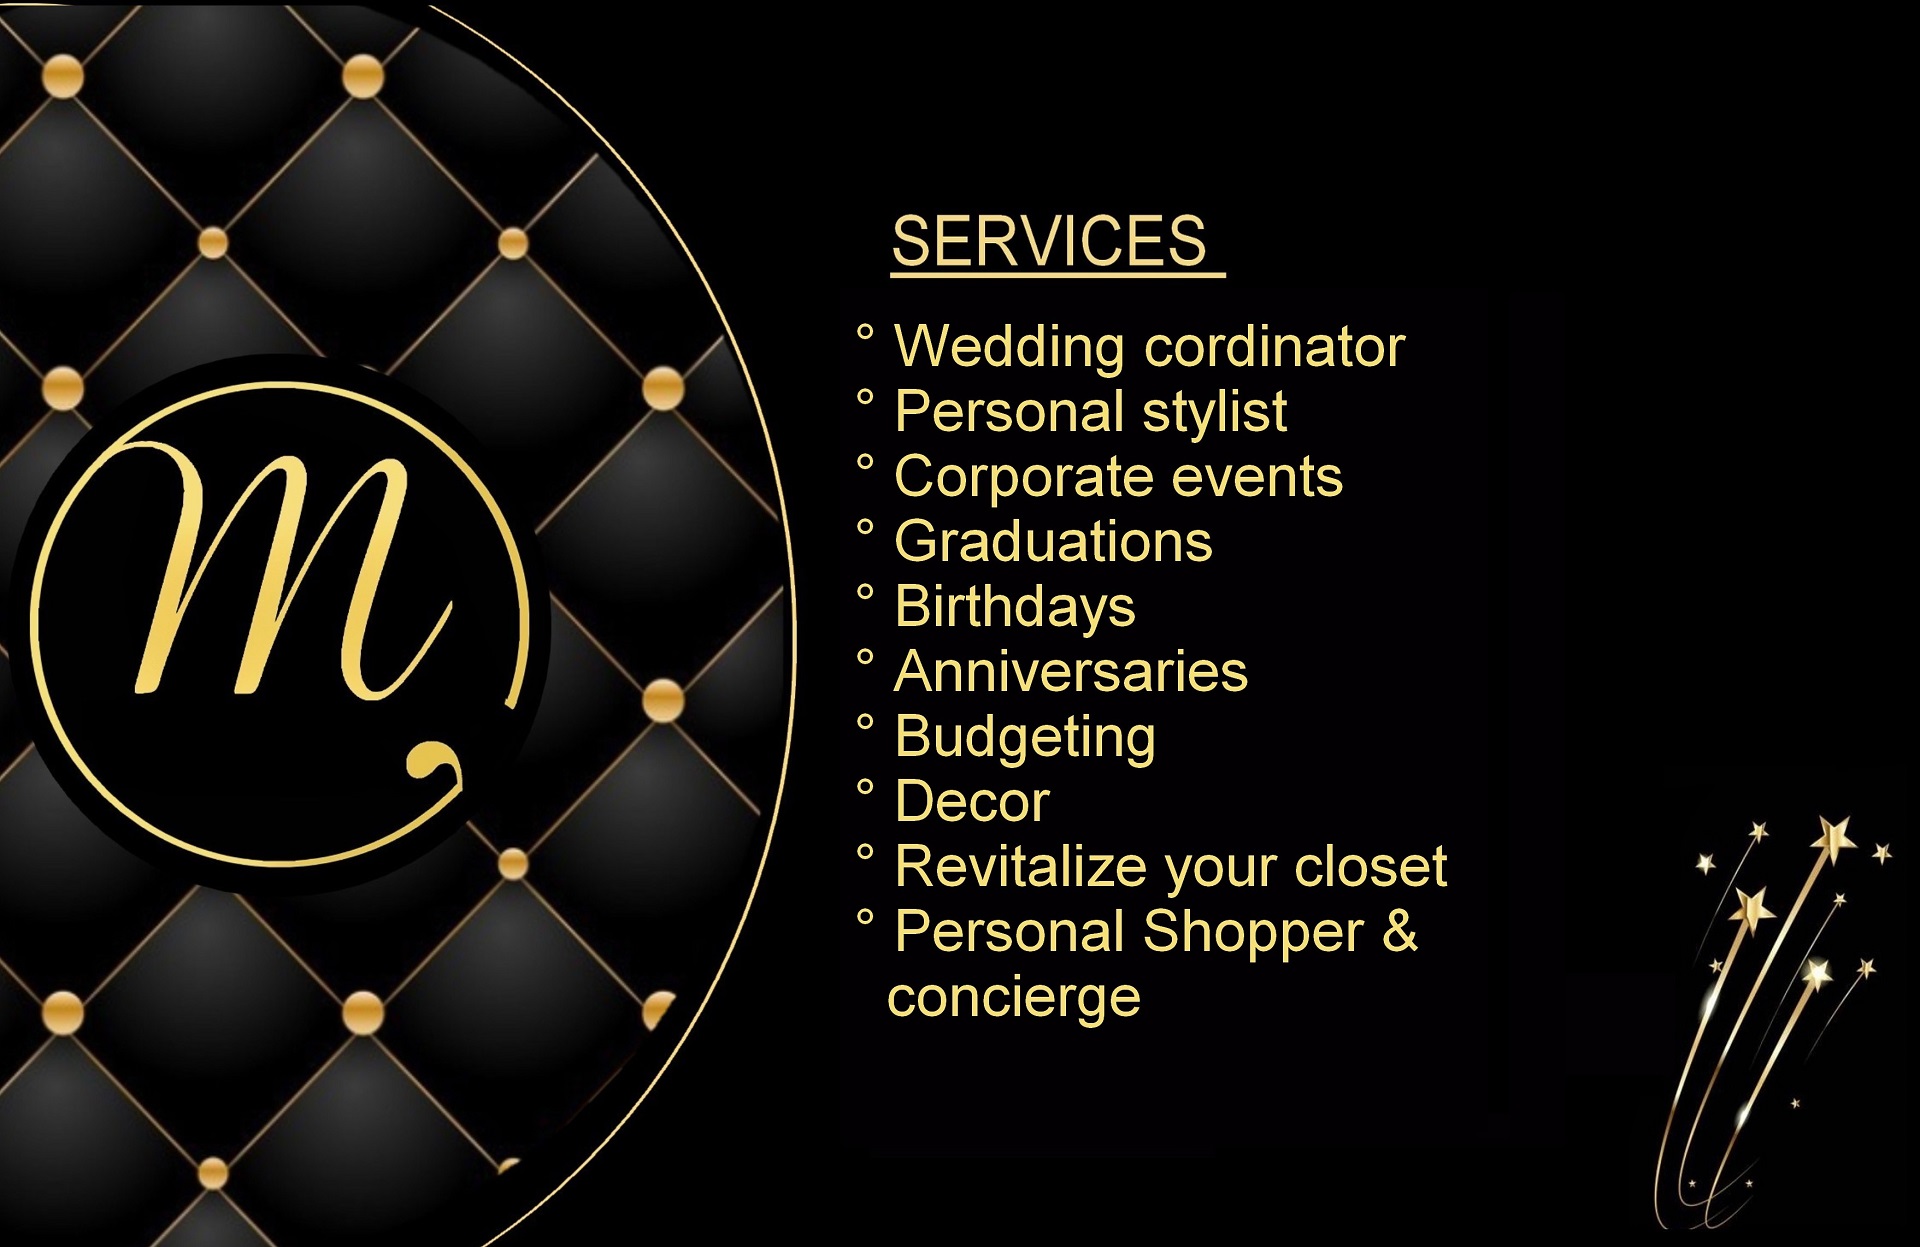 m
SERVICES
° Wedding cordinator
° Personal stylist
° Corporate events
° Graduations
° Birthdays
° Anniversaries
° Budgeting
° Decor
° Revitalize your closet
° Personal Shopper &
concierge